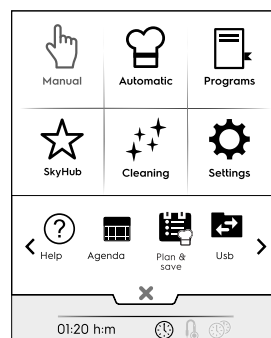 Manual Automatic Programs
SkyHub Cleaning Settings
Help Agenda Plan & save Usb
01:20 h:m